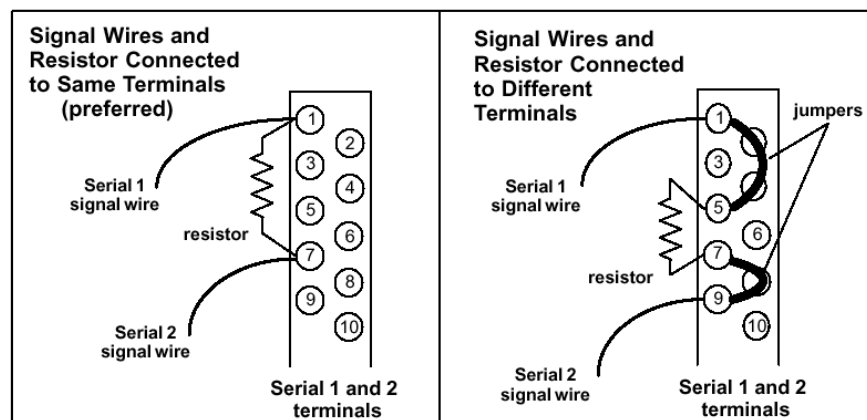 Signal Wires and
Resistor Connected
to Same Terminals
(preferred)
1
2
3
4
5
6
7
8
9
10
Serial 1
signal wire
resistor
Serial 2
signal wire
Serial 1 and 2
terminals
Signal Wires and
Resistor Connected
to Different
Terminals
jumpers
1
3
5
6
7
9
10
Serial 1
signal wire
resistor
Serial 2
signal wire
Serial 1 and 2
terminals